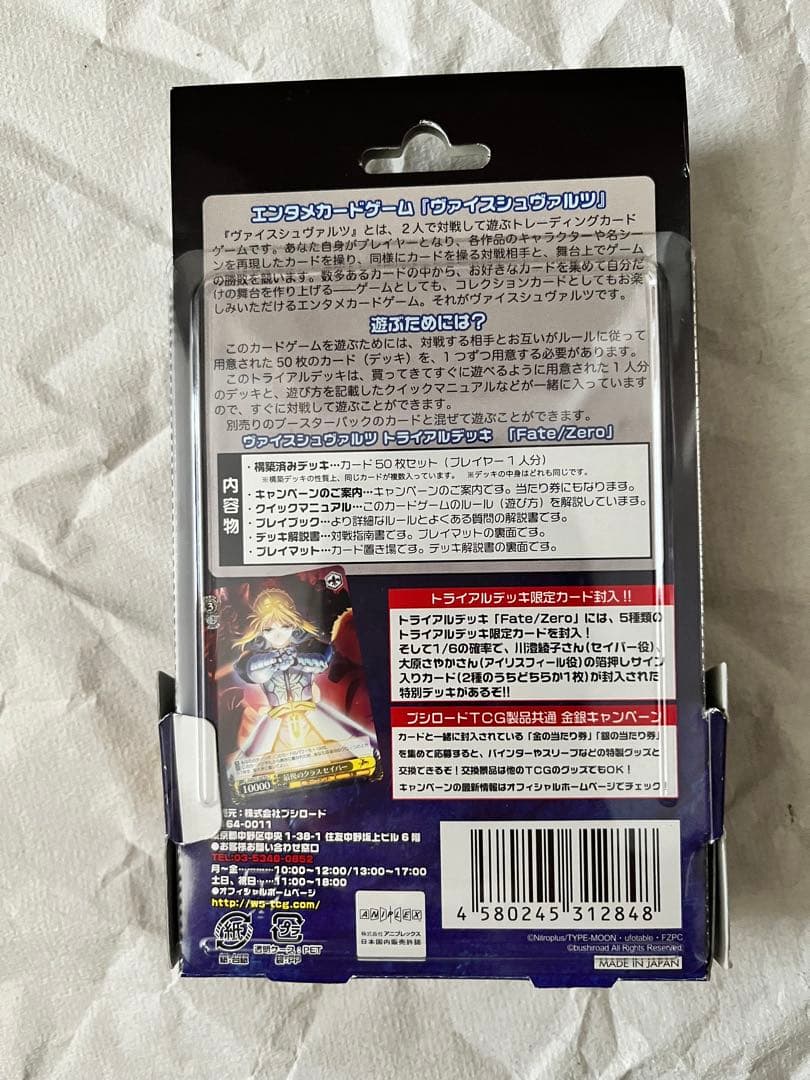 エンタメカードゲーム『ヴァイスシュヴァルツ』
『ヴァイスシュヴァルツ』とは、2人で対戦して遊ぶトレーディングカード
ゲームです。あなた自身がプレイヤーとなり、各作品のキャラクターや名シー
ンを再現したカードを操り、同様にカードを操る対戦相手と、舞台上でゲーム
の勝敗を競います。数多あるカードの中から、お好きなカードを集めて自分だ
けの舞台を作り上げる――ゲームとしても、コレクションカードとしてもお楽
しみいただけるエンタメカードゲーム。それがヴァイスシュヴァルツです。
遊ぶためには?
このカードゲームを遊ぶためには、対戦する相手とお互いがルールに従って
用意された50枚のカード(デッキ)を、1つずつ用意する必要があります。
このトライアルデッキは、買ってきてすぐに遊べるように用意された1人分
のデッキと、遊び方を記載したクイックマニュアルなどが一緒に入っています
ので、すぐに対戦して遊ぶことができます。
別売りのブースターパックのカードと混ぜて遊ぶことができます。
ヴァイスシュヴァルツ トライアルデッキ 「Fate/Zero」
内容物
・構築済みデッキ…カード50枚セット(プレイヤー1人分)
※構築デッキの性質上、同じカードが複数入っています。 ※デッキの中身はどれも同じです。
・キャンペーンのご案内…キャンペーンのご案内です。当たり券にもなります。
・クイックマニュアル…このカードゲームのルール(遊び方)を解説しています。
・プレイブック…より詳細なルールとよくある質問の解説書です。
・デッキ解説書…対戦指南書です。プレイマットの裏面です。
・プレイマット…カード置き場です。デッキ解説書の裏面です。
3
10000
最優のクラス セイバー
トライアルデッキ限定カード封入!!
トライアルデッキ「Fate/Zero」には、5種類の
トライアルデッキ限定カードを封入!
そして1/6の確率で、川澄綾子さん(セイバー役)、
大原さやかさん(アイリスフィール役)の箔押しサイン
入りカード(2種のうちどちらか1枚)が封入された
特別デッキがあるぞ!!
ブシロードTCG製品共通 金銀キャンペーン
カードと一緒に封入されている「金の当たり券」「銀の当たり券」
を集めて応募すると、バインダーやスリーブなどの特製グッズと
交換できるぞ!交換景品は他のTCGのグッズでもOK!
キャンペーンの最新情報はオフィシャルホームページでチェック!
元:株式会社ブシロード
64-0011
東京都中野区中央1-38-1 住友中野坂上ビル6階
●お客様お問い合わせ窓口
TEL:03-5348-0852
月〜金………10:00〜12:00/13:00〜17:00
土日、祝日……11:00〜18:00
●オフィシャルホームページ
http://ws-tcg.com/
紙
箱・台紙
プラ
透明ケース:PET
袋:PP
ANIPLEX
株式会社アニプレックス
日本国内販売許諾
4 580245 312848
©Nitroplus/TYPE-MOON・ufotable・FZPC
©bushiroad All Rights Reserved.
MADE IN JAPAN